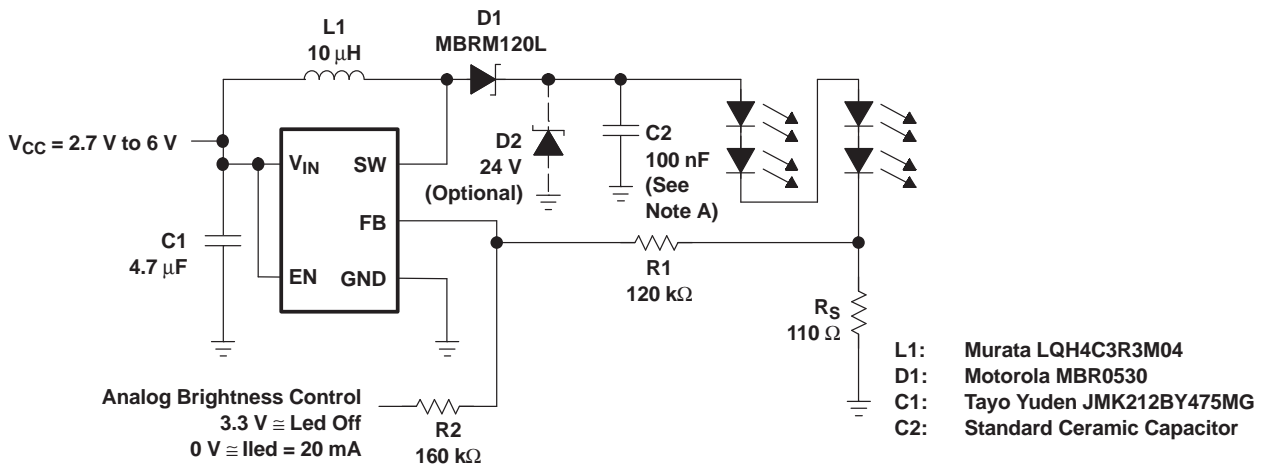 L1
10 μH
D1
MBRM120L
VCC = 2.7 V to 6 V
VIN
SW
FB
EN
GND
C1
4.7 μF
D2
24 V
(Optional)
C2
100 nF
(See
Note A)
R1
120 kΩ
RS
110 Ω
Analog Brightness Control
3.3 V ≅ Led Off
0 V ≅ Iled = 20 mA
R2
160 kΩ
L1: Murata LQH4C3R3M04
D1: Motorola MBR0530
C1: Tayo Yuden JMK212BY475MG
C2: Standard Ceramic Capacitor